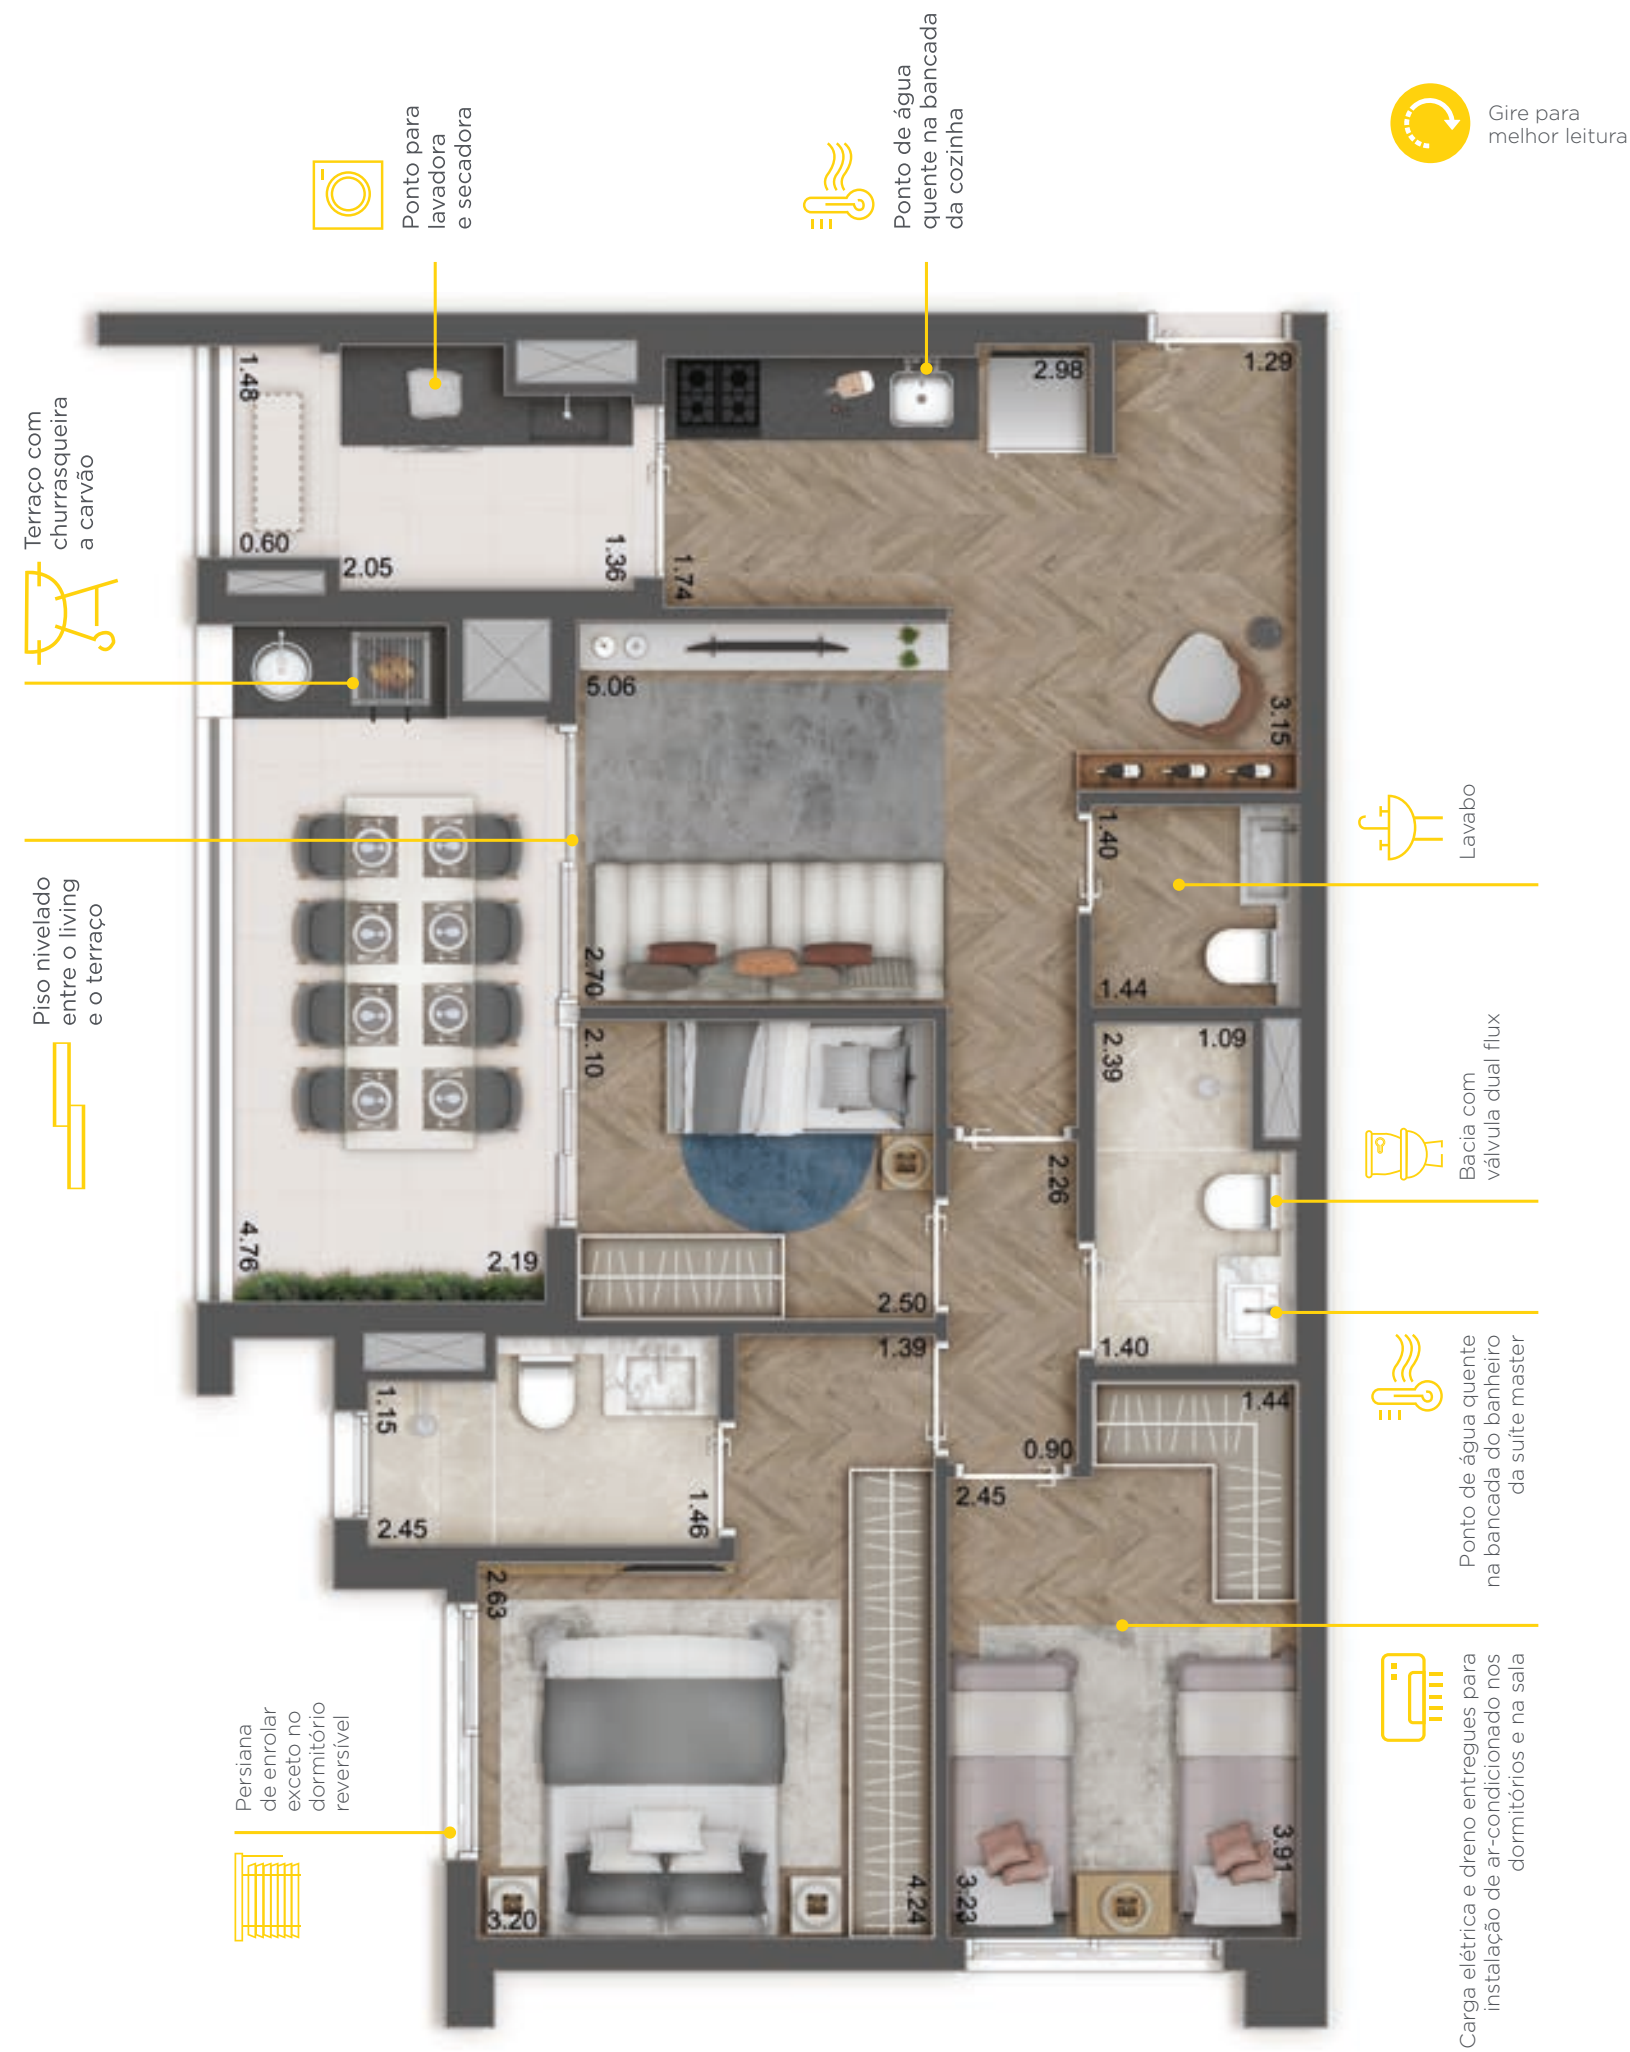 Gire para
melhor leitura
Ponto para
lavadora
e secadora
Ponto de água
quente na bancada
da cozinha
Terraço com
churrasqueira
a carvão
Piso nivelado
entre o living
e o terraço
Persiana
de enrolar
exceto no
dormitório
reversível
Lavabo
Bacia com
válvula dual flux
Ponto de água quente
na bancada do banheiro
da suíte master
Carga elétrica e dreno entregues para
instalação de ar-condicionado nos
dormitórios e na sala
1.48
0.60
2.05
1.36
1.74
2.98
1.29
5.06
3.15
2.70
1.40
1.44
2.10
2.39
1.09
2.26
4.76
2.19
2.50
1.39
1.40
1.15
2.45
1.46
0.90
1.44
2.45
2.63
3.20
4.24
3.23
3.91